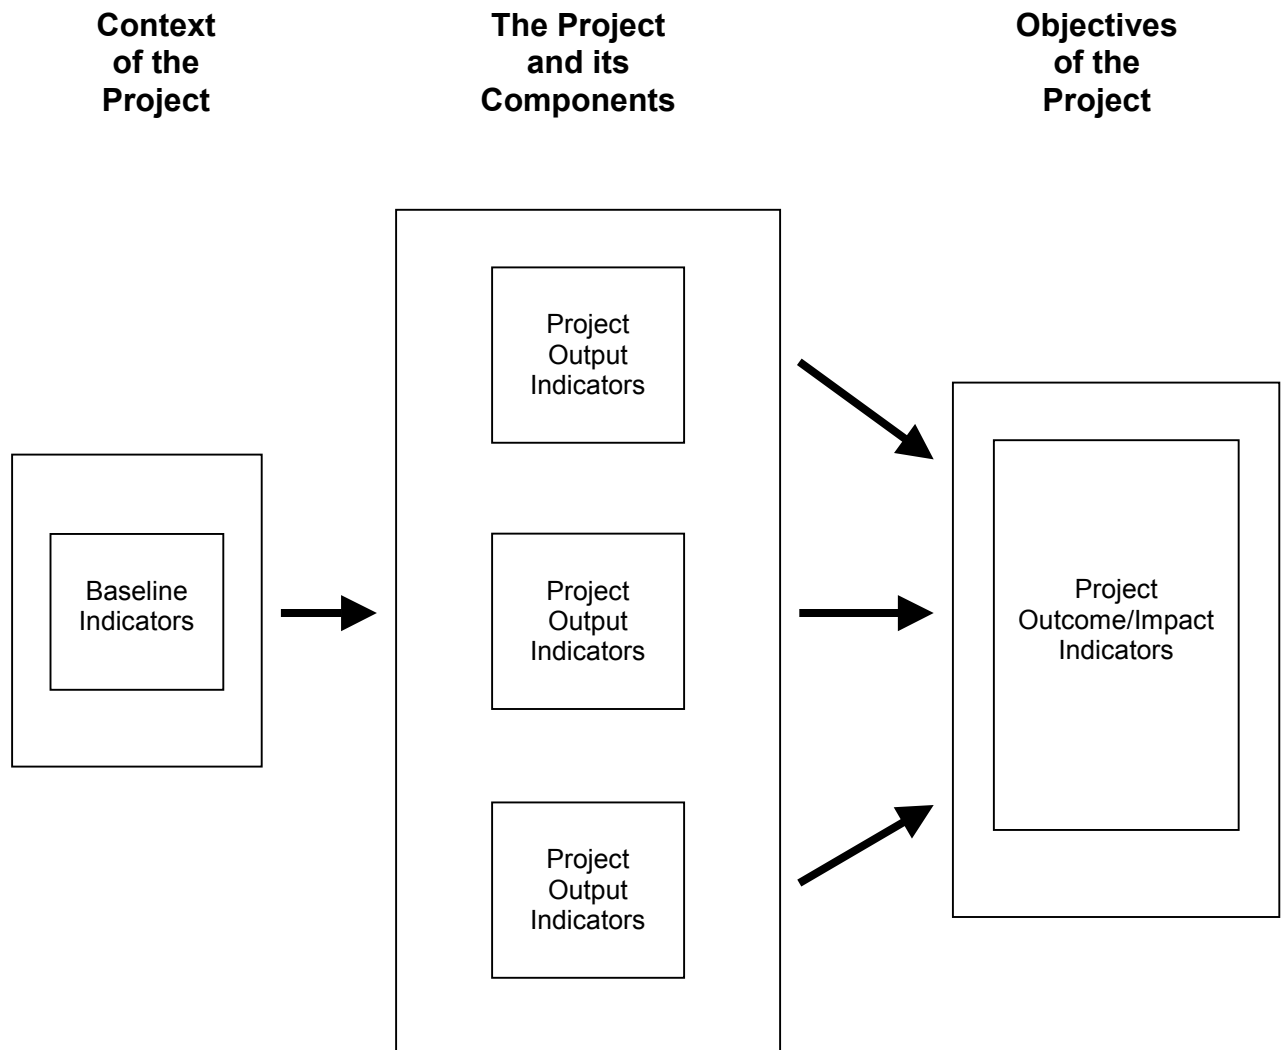 Context
of the
Project
The Project
and its
Components
Objectives
of the
Project
Baseline
Indicators
Project
Output
Indicators
Project
Output
Indicators
Project
Output
Indicators
Project
Outcome/Impact
Indicators